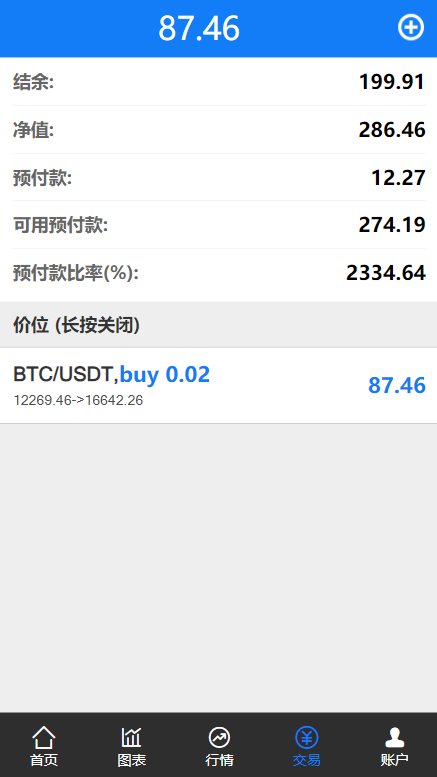 87.46
结余: 199.91
净值: 286.46
预付款: 12.27
可用预付款: 274.19
预付款比率(%): 2334.64
价位 (长按关闭)
BTC/USDT,buy 0.02 87.46
12269.46->16642.26
首页 图表 行情 交易 账户